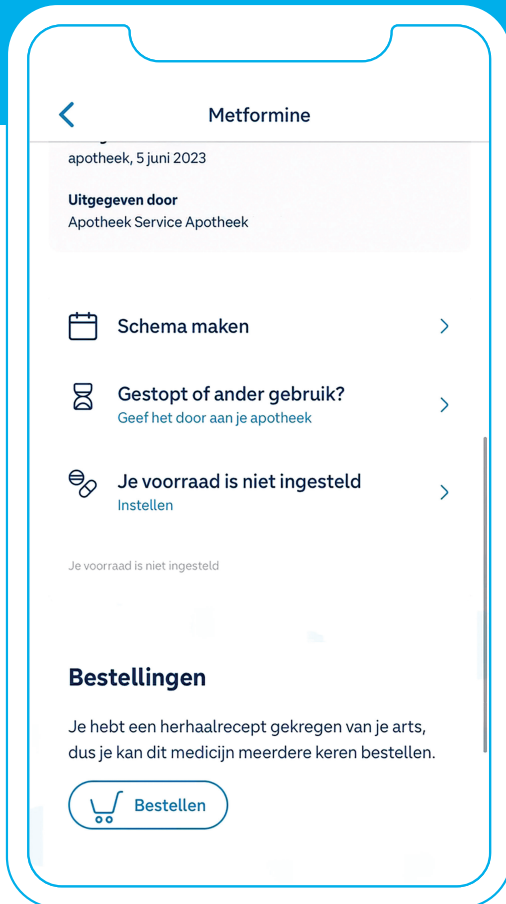 Metformine
apotheek, 5 juni 2023
Uitgegeven door
Apotheek Service Apotheek
Schema maken
Gestopt of ander gebruik?
Geef het door aan je apotheek
Je voorraad is niet ingesteld
Instellen
Je voorraad is niet ingesteld
Bestellingen
Je hebt een herhaalrecept gekregen van je arts,
dus je kan dit medicijn meerdere keren bestellen.
Bestellen